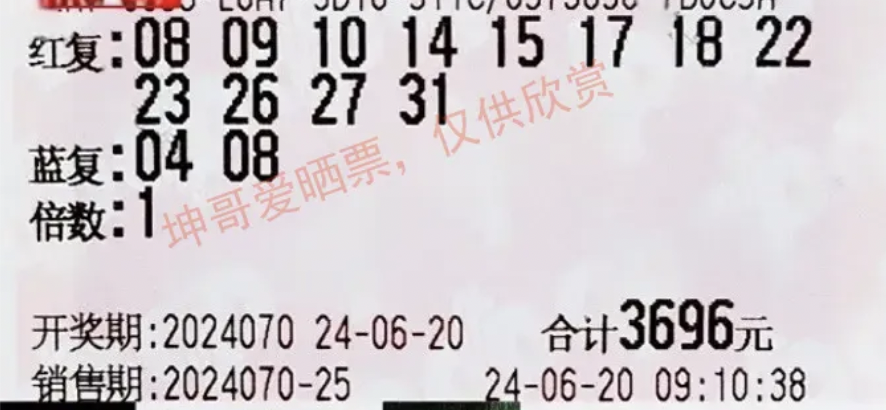 红复:08 09 10 14 15 17 18 22
23 26 27 31
蓝复:04 08
倍数:1
坤哥爱晒票，仅供欣赏
开奖期:2024070 24-06-20 合计3696元
销售期:2024070-25 24-06-20 09:10:38